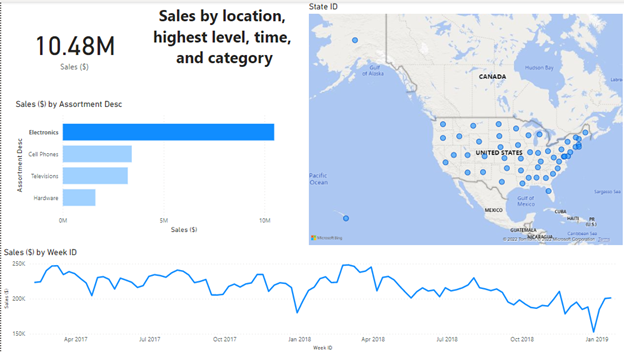 10.48M
Sales ($)
Sales by location,
highest level, time,
and category
State ID
Gulf
of Alaska
CANADA
Hudson Bay
UNITED STATES
Pacific
Ocean
Gulf of
Mexico
Sargasso Sea
MEXICO
CUBA
HAITI
PR
(U.S.)
GUATEMALA
NICARAGUA
Caribbean Sea
Microsoft Bing
© 2022 TomTom, © 2022 Microsoft Corporation
Sales ($) by Assortment Desc
Assortment Desc
Electronics
Cell Phones
Televisions
Hardware
0M 5M 10M
Sales ($)
Sales ($) by Week ID
Sales ($)
250K
200K
150K
Apr 2017 Jul 2017 Oct 2017 Jan 2018 Apr 2018 Jul 2018 Oct 2018 Jan 2019
Week ID